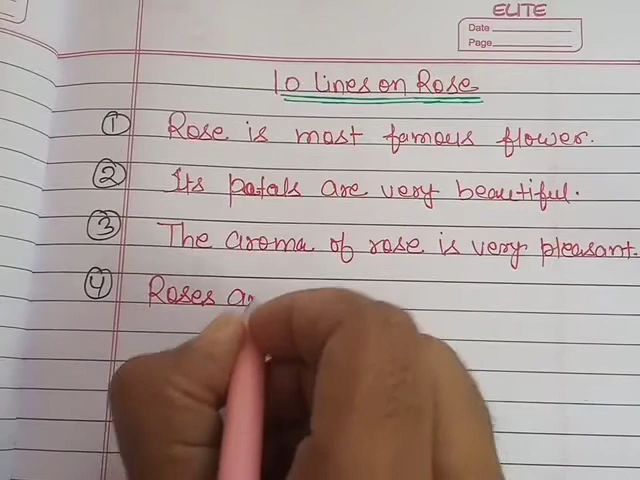 ELITE
Date
Page
10 lines on Rose
1 Rose is most famous flower.
2 Its patals are very beautiful.
3 The aroma of rose is very pleasant.
4 Roses a